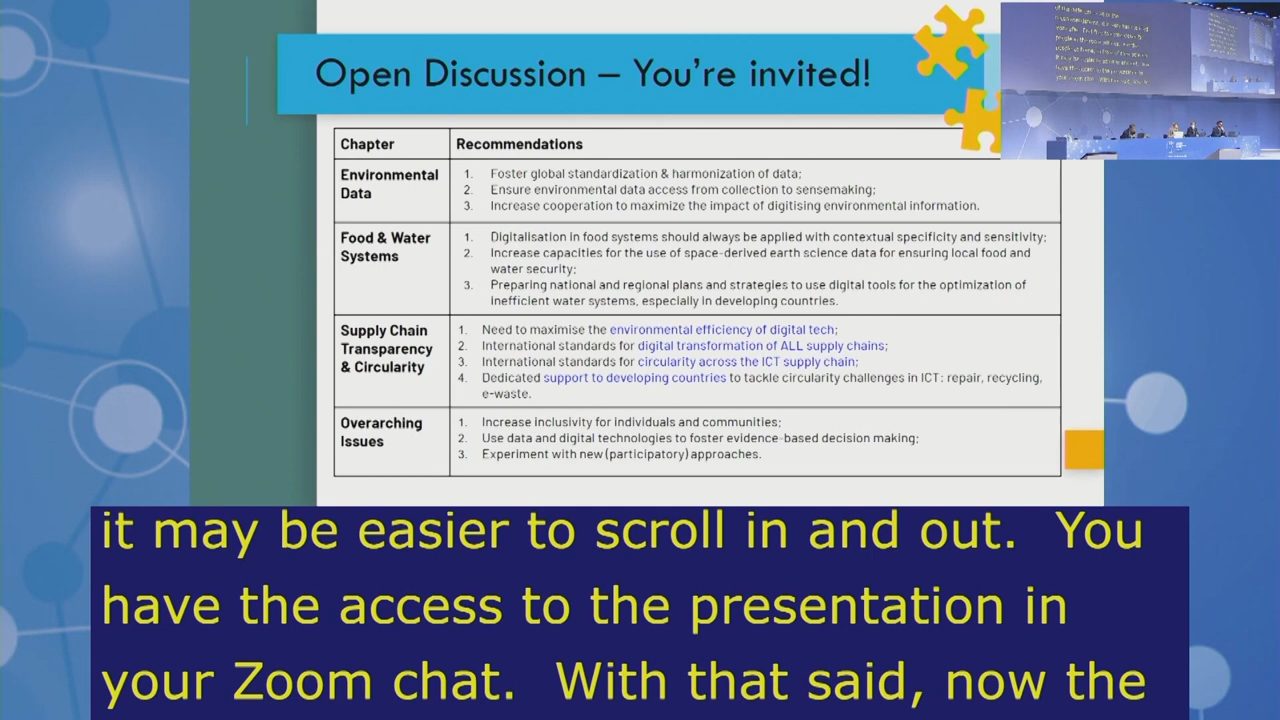 Open Discussion – You're invited!
Chapter
Recommendations
Environmental
Data
1. Foster global standardization & harmonization of data;
2. Ensure environmental data access from collection to sensemaking;
3. Increase cooperation to maximize the impact of digitising environmental information.
Food & Water
Systems
1. Digitalisation in food systems should always be applied with contextual specificity and sensitivity;
2. Increase capacities for the use of space-derived earth science data for ensuring local food and
water security;
3. Preparing national and regional plans and strategies to use digital tools for the optimization of
inefficient water systems, especially in developing countries.
Supply Chain
Transparency
& Circularity
1. Need to maximise the environmental efficiency of digital tech;
2. International standards for digital transformation of ALL supply chains;
3. International standards for circularity across the ICT supply chain;
4. Dedicated support to developing countries to tackle circularity challenges in ICT: repair, recycling,
e-waste.
Overarching
Issues
1. Increase inclusivity for individuals and communities;
2. Use data and digital technologies to foster evidence-based decision making;
3. Experiment with new (participatory) approaches.
it may be easier to scroll in and out. You
have the access to the presentation in
your Zoom chat. With that said, now the